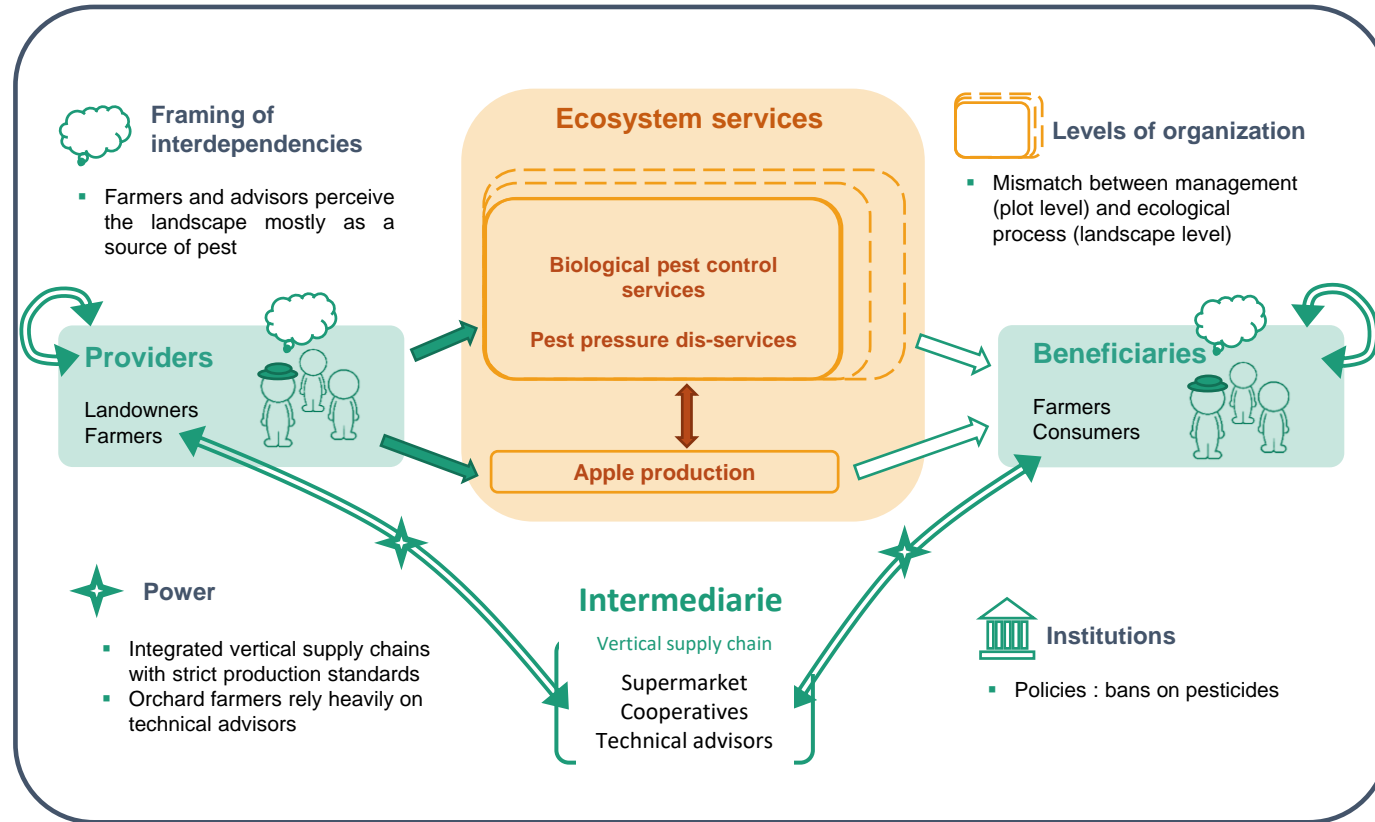 Framing of
interdependencies
▪ Farmers and advisors perceive
the landscape mostly as a
source of pest
Ecosystem services
Biological pest control
services
Pest pressure dis-services
Apple production
Levels of organization
▪ Mismatch between management
(plot level) and ecological
process (landscape level)
Providers
Landowners
Farmers
Beneficiaries
Farmers
Consumers
Power
▪ Integrated vertical supply chains
with strict production standards
▪ Orchard farmers rely heavily on
technical advisors
Intermediarie
Vertical supply chain
Supermarket
Cooperatives
Technical advisors
Institutions
▪ Policies : bans on pesticides